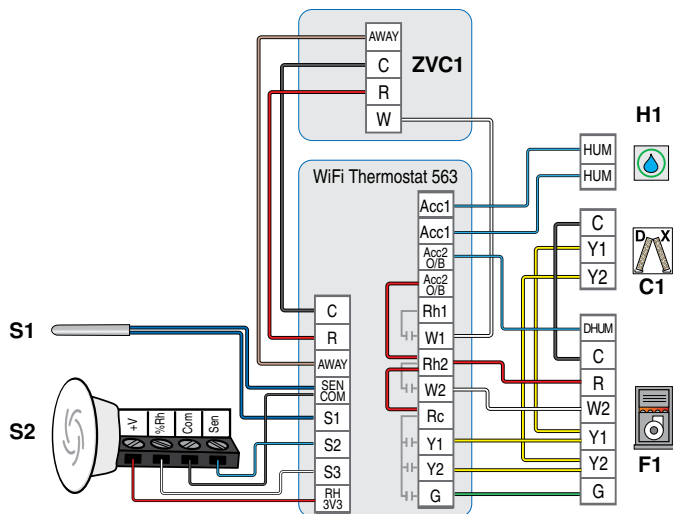 AWAY
C
R
W
ZVC1
H1
HUM
HUM
WiFi Thermostat 563
Acc1
Acc1
Acc2
O/B
Acc2
O/B
Rh1
W1
Rh2
W2
Rc
Y1
Y2
G
C
R
AWAY
SEN
COM
S1
S2
S3
RH
3V3
S1
S2
+V
%Rh
Com
Sen
C
Y1
Y2
D X
C1
DHUM
C
R
W2
Y1
Y2
G
F1